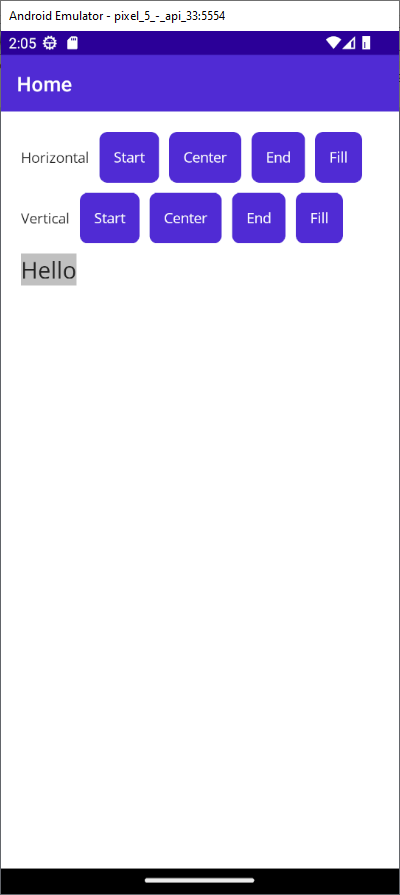 Android Emulator - pixel_5_-_api_33:5554
2:05
Home
Horizontal Start Center End Fill
Vertical Start Center End Fill
Hello